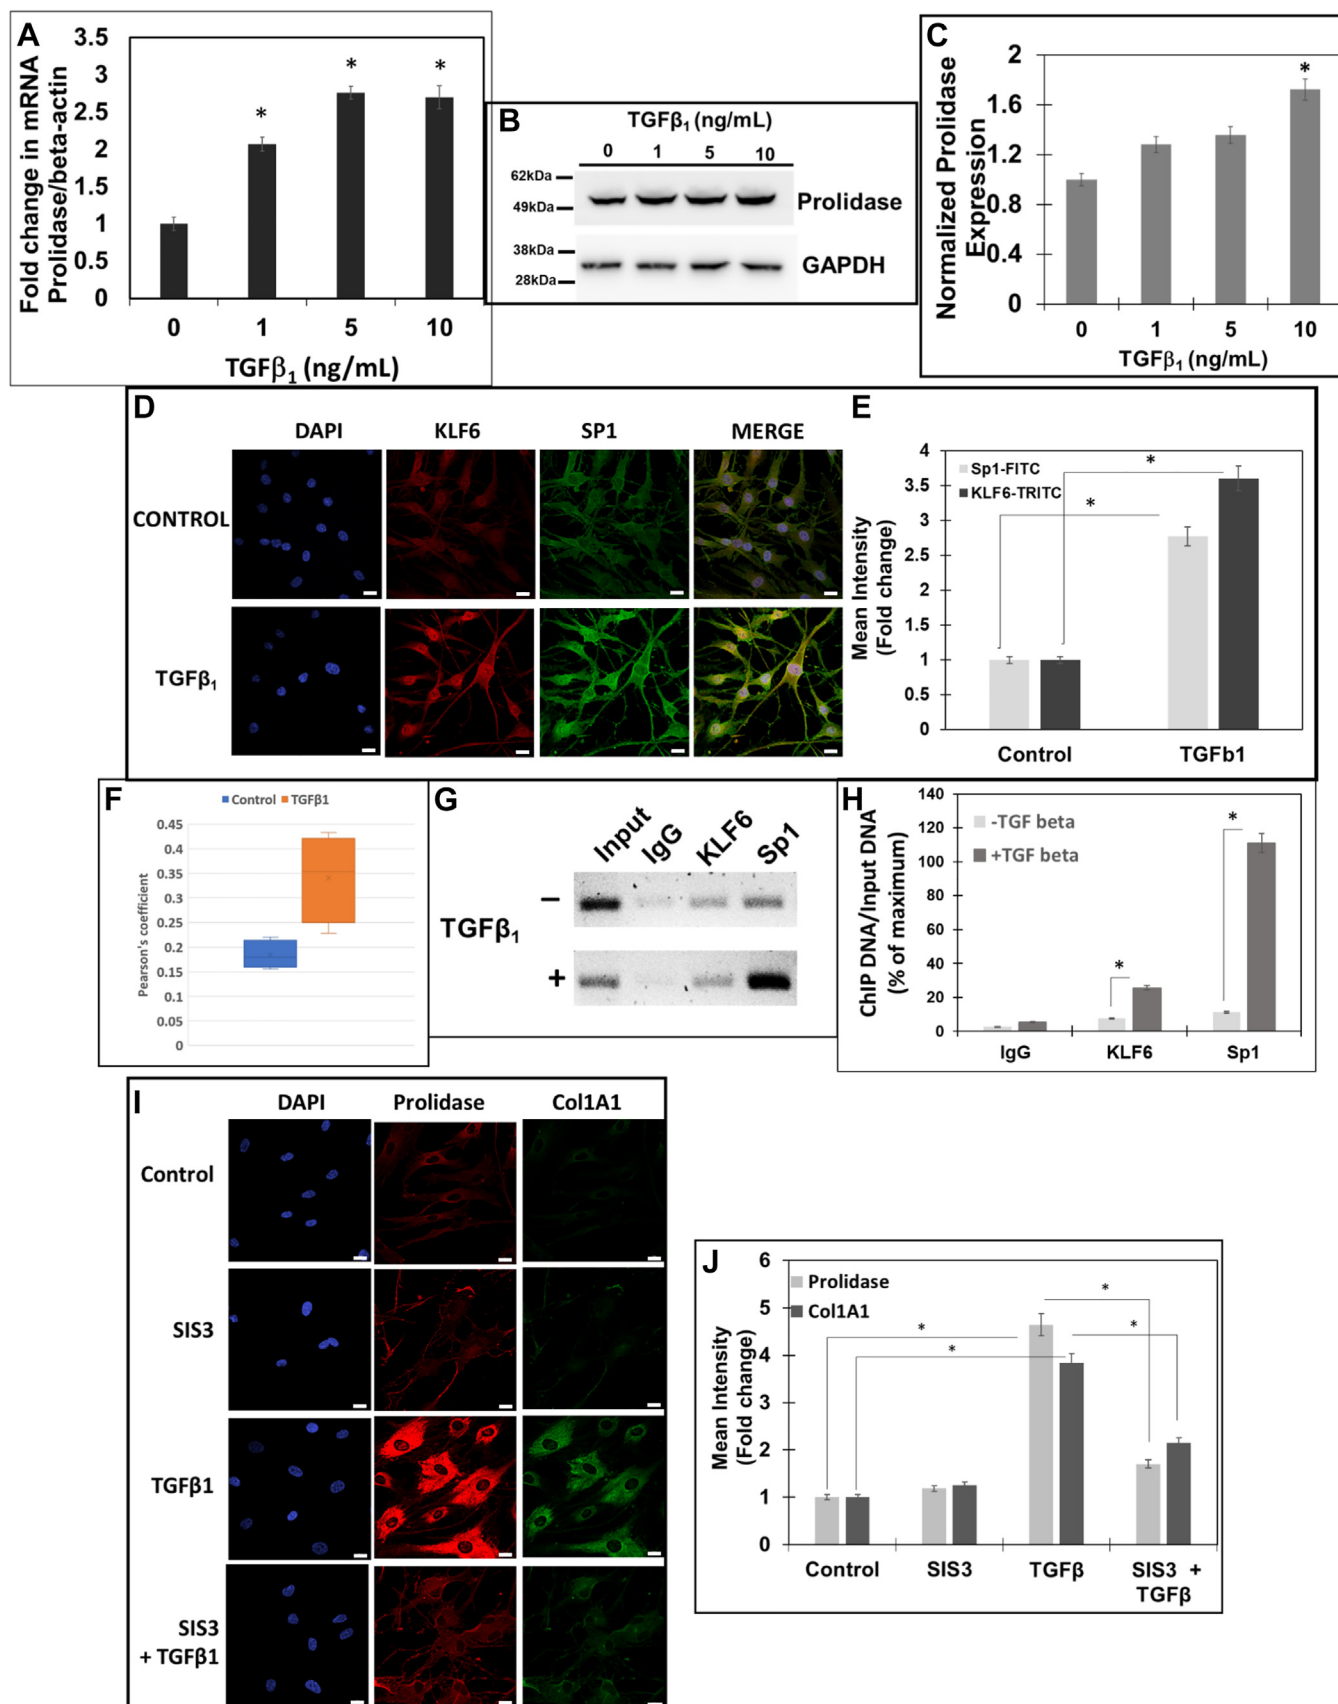 A
Fold change in mRNA
Prolidase/beta-actin
3.5
3
2.5
2
1.5
1
0.5
0
*
*
*
0 1 5 10
TGFβ₁ (ng/mL)
B
TGFβ₁ (ng/mL)
0 1 5 10
62kDa
49kDa
Prolidase
38kDa
28kDa
GAPDH
C
Normalized Prolidase
Expression
2
1.6
1.2
0.8
0.4
0
*
0 1 5 10
TGFβ₁ (ng/mL)
D
DAPI KLF6 SP1 MERGE
CONTROL
TGFβ₁
E
Mean Intensity
(Fold change)
4
3.5
3
2.5
2
1.5
1
0.5
0
Sp1-FITC
KLF6-TRITC
*
*
Control TGFb1
F
Control TGFβ1
Pearson's coefficient
0.45
0.4
0.35
0.3
0.25
0.2
0.15
0.1
0.05
0
G
Input IgG KLF6 Sp1
TGFβ₁
−
+
H
ChIP DNA/Input DNA
(% of maximum)
140
120
100
80
60
40
20
0
-TGF beta
+TGF beta
*
*
IgG KLF6 Sp1
I
DAPI Prolidase Col1A1
Control
SIS3
TGFβ1
SIS3
+ TGFβ1
J
Mean Intensity
(Fold change)
6
5
4
3
2
1
0
Prolidase
Col1A1
*
*
*
*
Control SIS3 TGFβ SIS3 +
TGFβ